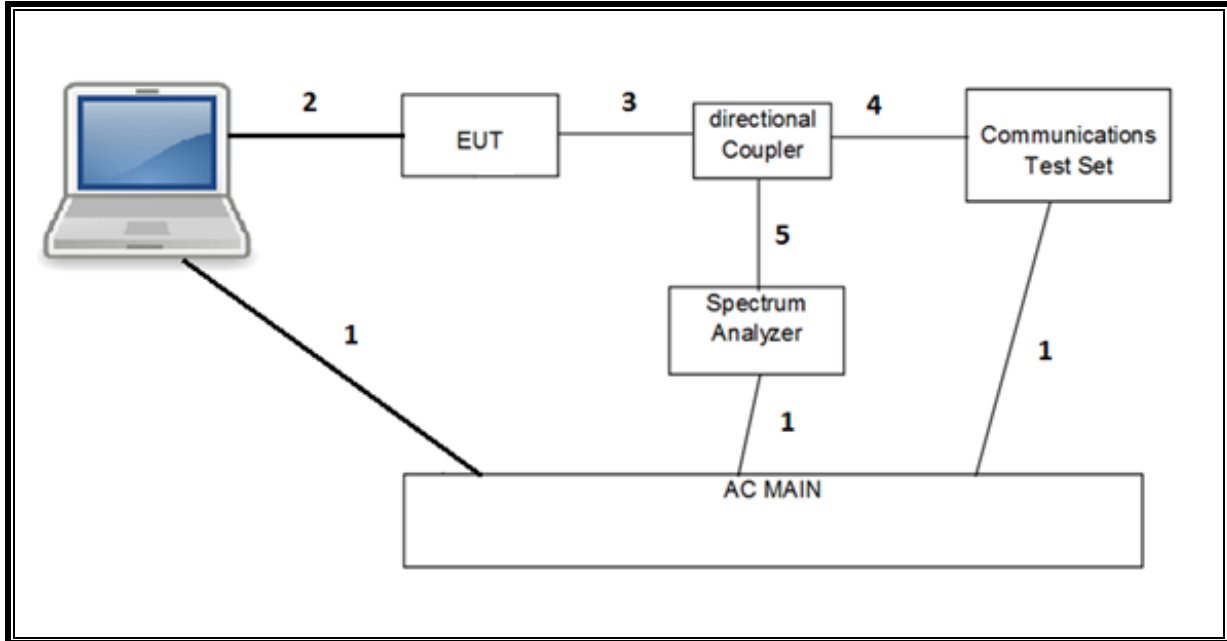 2
EUT
3
directional
Coupler
4
Communications
Test Set
5
Spectrum
Analyzer
1
1
1
AC MAIN